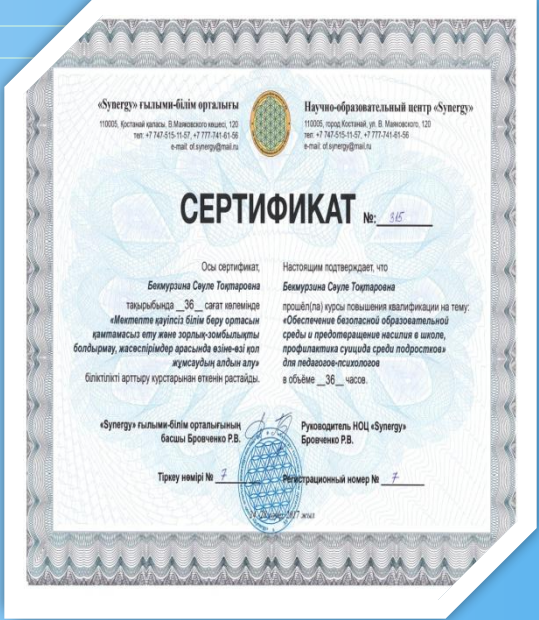 «Synergy» ғылыми-білім орталығы
110005, Қостанай қаласы. В.Маяковского көшесі, 120
тел: +7 747-515-11-57, +7 777-741-61-56
e-mail: of.synergy@mail.ru
Научно-образовательный центр «Synergy»
110005, город Костанай, ул. В. Маяковского, 120
тел: +7 747-515-11-57, +7 777-741-61-56
e-mail: of.synergy@mail.ru
СЕРТИФИКАТ №: 315
Осы сертификат,
Бекмурзина Сәуле Тоқтаровна
тақырыбында __36__ сағат көлемінде
«Мектепте қауіпсіз білім беру ортасын
қамтамасыз ету және зорлық-зомбылықты
болдырмау, жасөспірімдер арасында өзіне-өзі қол
жұмсаудың алдын алу»
біліктілікті арттыру курстарынан өткенін растайды.
Настоящим подтверждает, что
Бекмурзина Сәуле Тоқтаровна
прошёл(ла) курсы повышения квалификации на тему:
«Обеспечение безопасной образовательной
среды и предотвращение насилия в школе,
профилактика суицида среди подростков»
для педагогов-психологов
в объёме __36__ часов.
«Synergy» ғылыми-білім орталығының
басшы Бровченко Р.В.
Руководитель НОЦ «Synergy»
Бровченко Р.В.
Тіркеу нөмірі № 7
Регистрационный номер № 7
жыл